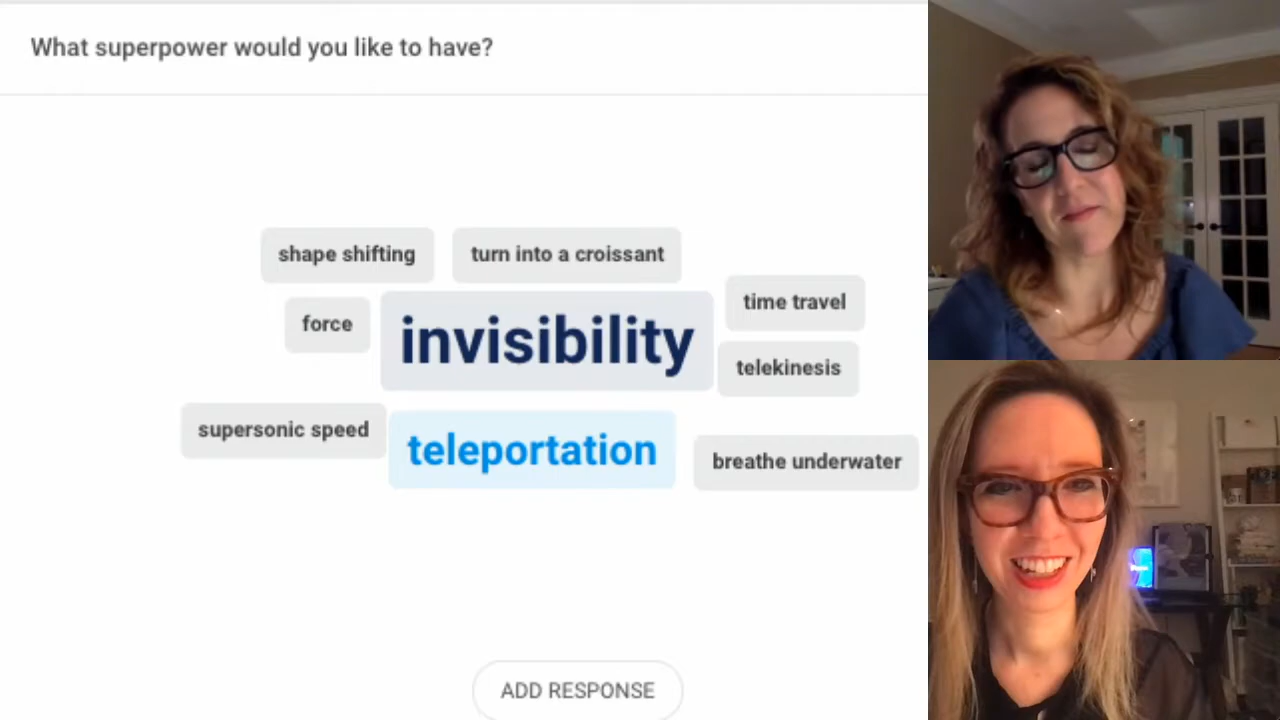 What superpower would you like to have?
shape shifting
turn into a croissant
force
invisibility
time travel
telekinesis
supersonic speed
teleportation
breathe underwater
ADD RESPONSE